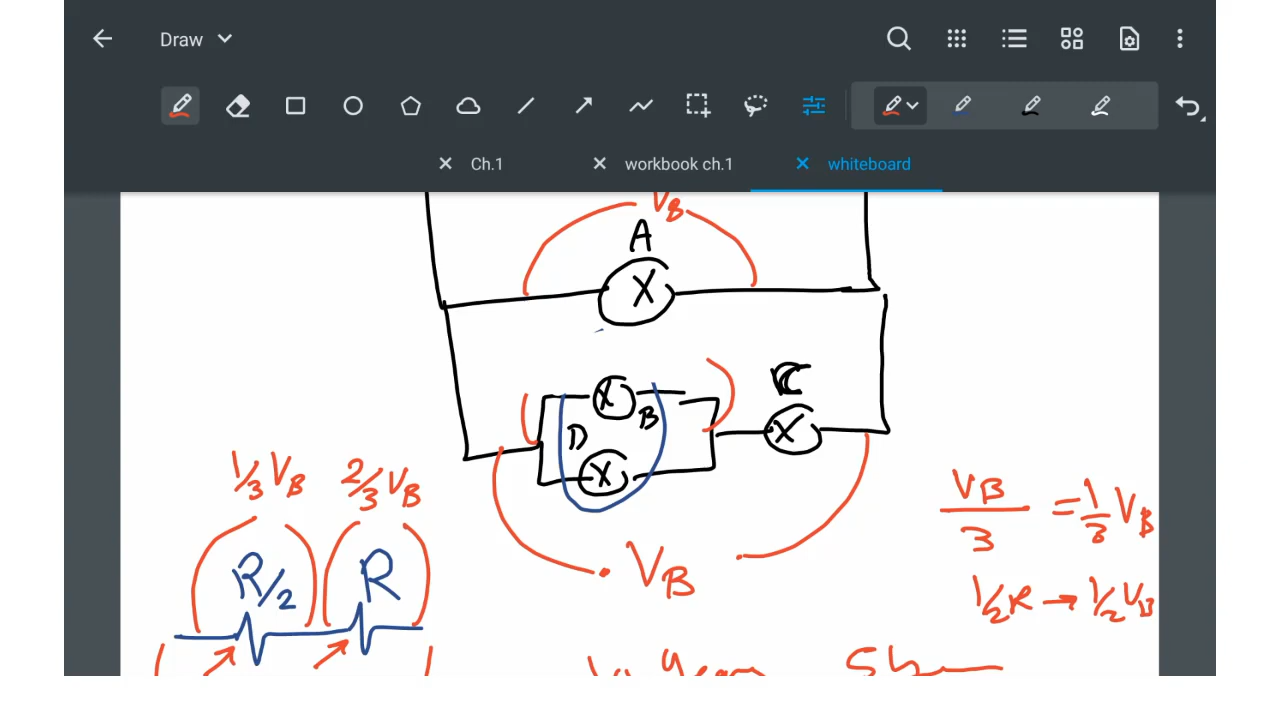 Draw
Ch.1
workbook ch.1
whiteboard
VB
A
X
C
X
B
D
X
X
1/3 VB
2/3 VB
VB/3 = 1/3 VB
R/2
R
VB
1/2 R → 1/2 VB